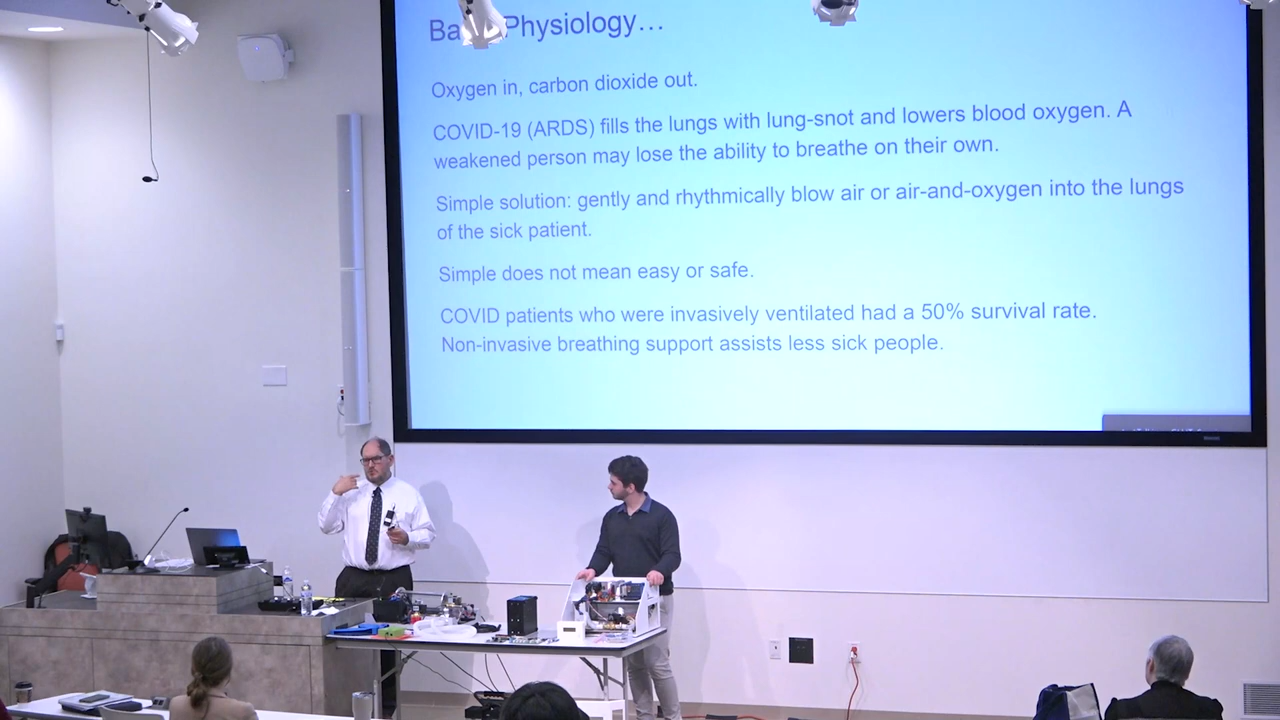 Physiology…
Oxygen in, carbon dioxide out.
COVID-19 (ARDS) fills the lungs with lung-snot and lowers blood oxygen. A
weakened person may lose the ability to breathe on their own.
Simple solution: gently and rhythmically blow air or air-and-oxygen into the lungs
of the sick patient.
Simple does not mean easy or safe.
COVID patients who were invasively ventilated had a 50% survival rate.
Non-invasive breathing support assists less sick people.